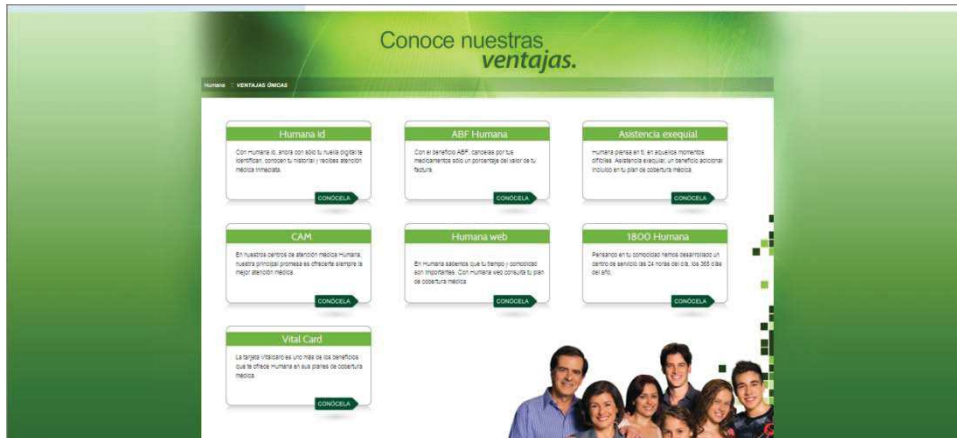 Conoce nuestras
ventajas.
Humana :: VENTAJAS ÚNICAS
Humana id
Con Humana id, ahora con sólo tu huella digital te
identifican, conocen tu historial y recibes atención
médica inmediata.
CONÓCELA
ABF Humana
Con el beneficio ABF, cancelas por tus
medicamentos sólo un porcentaje del valor de tu
factura.
CONÓCELA
Asistencia exequial
Humana piensa en ti, en aquellos momentos
difíciles. Asistencia exequial, un beneficio adicional
incluido en tu plan de cobertura médica.
CONÓCELA
CAM
En nuestros centros de atención médica Humana,
nuestra principal promesa es ofrecerte siempre la
mejor atención médica.
CONÓCELA
Humana web
En Humana sabemos que tu tiempo y comodidad
son importantes. Con Humana web consulta tu plan
de cobertura médica.
CONÓCELA
1800 Humana
Pensando en tu comodidad hemos desarrollado un
centro de servicio las 24 horas del día, los 365 días
del año.
CONÓCELA
Vital Card
La tarjeta Vitalcard es uno más de los beneficios
que te ofrece Humana en sus planes de cobertura
médica.
CONÓCELA